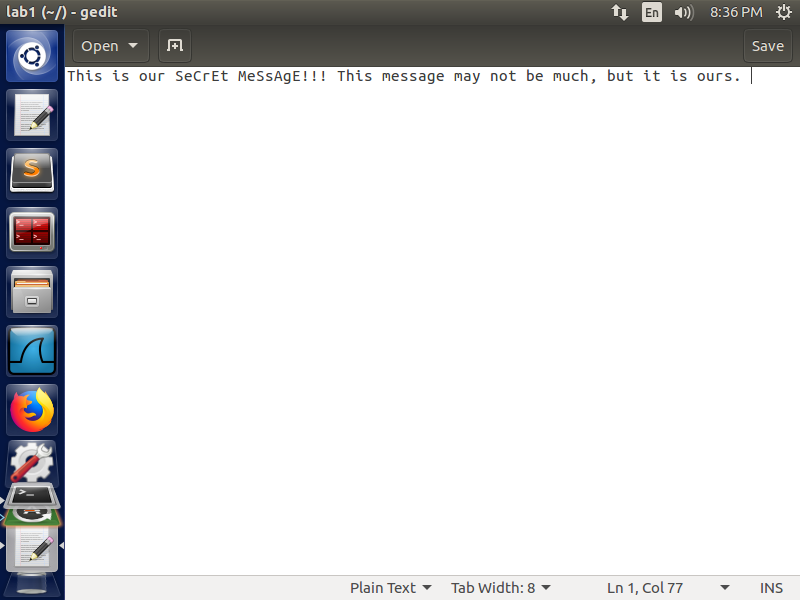 lab1 (~/) - gedit
En
8:36 PM
Open
Save
This is our SeCrEt MeSsAgE!!! This message may not be much, but it is ours.
Plain Text
Tab Width: 8
Ln 1, Col 77
INS